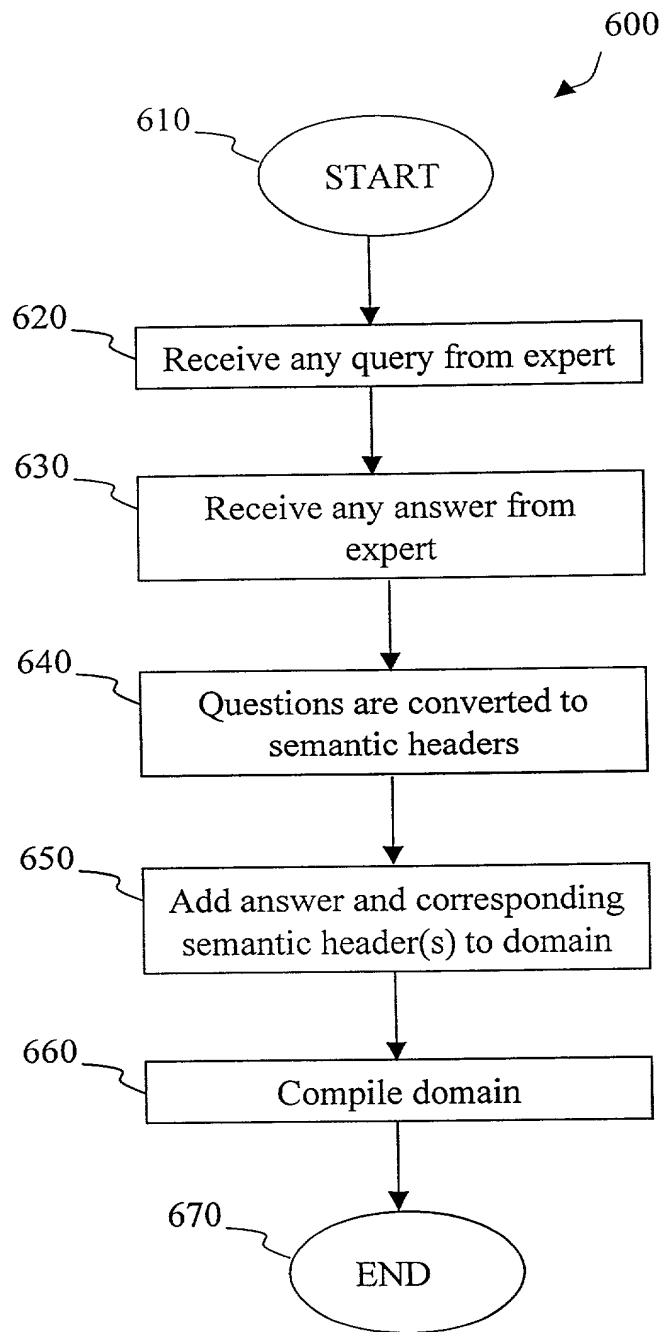 600
610
START
620
Receive any query from expert
630
Receive any answer from
expert
640
Questions are converted to
semantic headers
650
Add answer and corresponding
semantic header(s) to domain
660
Compile domain
670
END